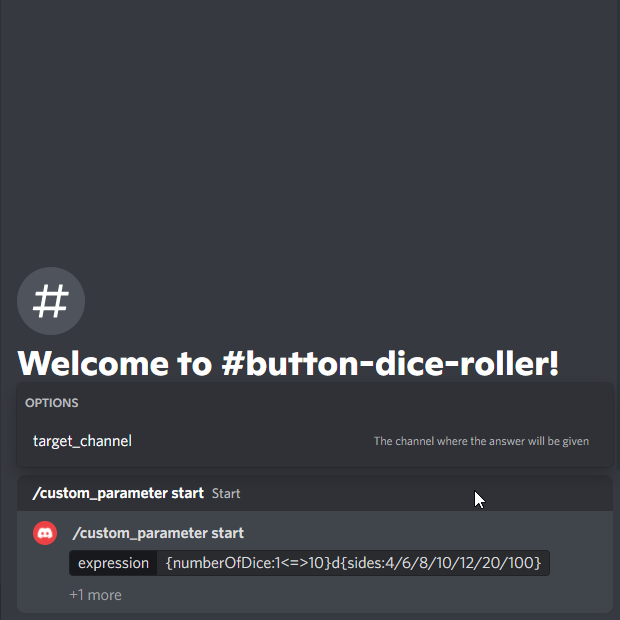 #
Welcome to #button-dice-roller!
OPTIONS
target_channel The channel where the answer will be given
/custom_parameter start Start
/custom_parameter start
expression {numberOfDice:1<=>10}d{sides:4/6/8/10/12/20/100}
+1 more